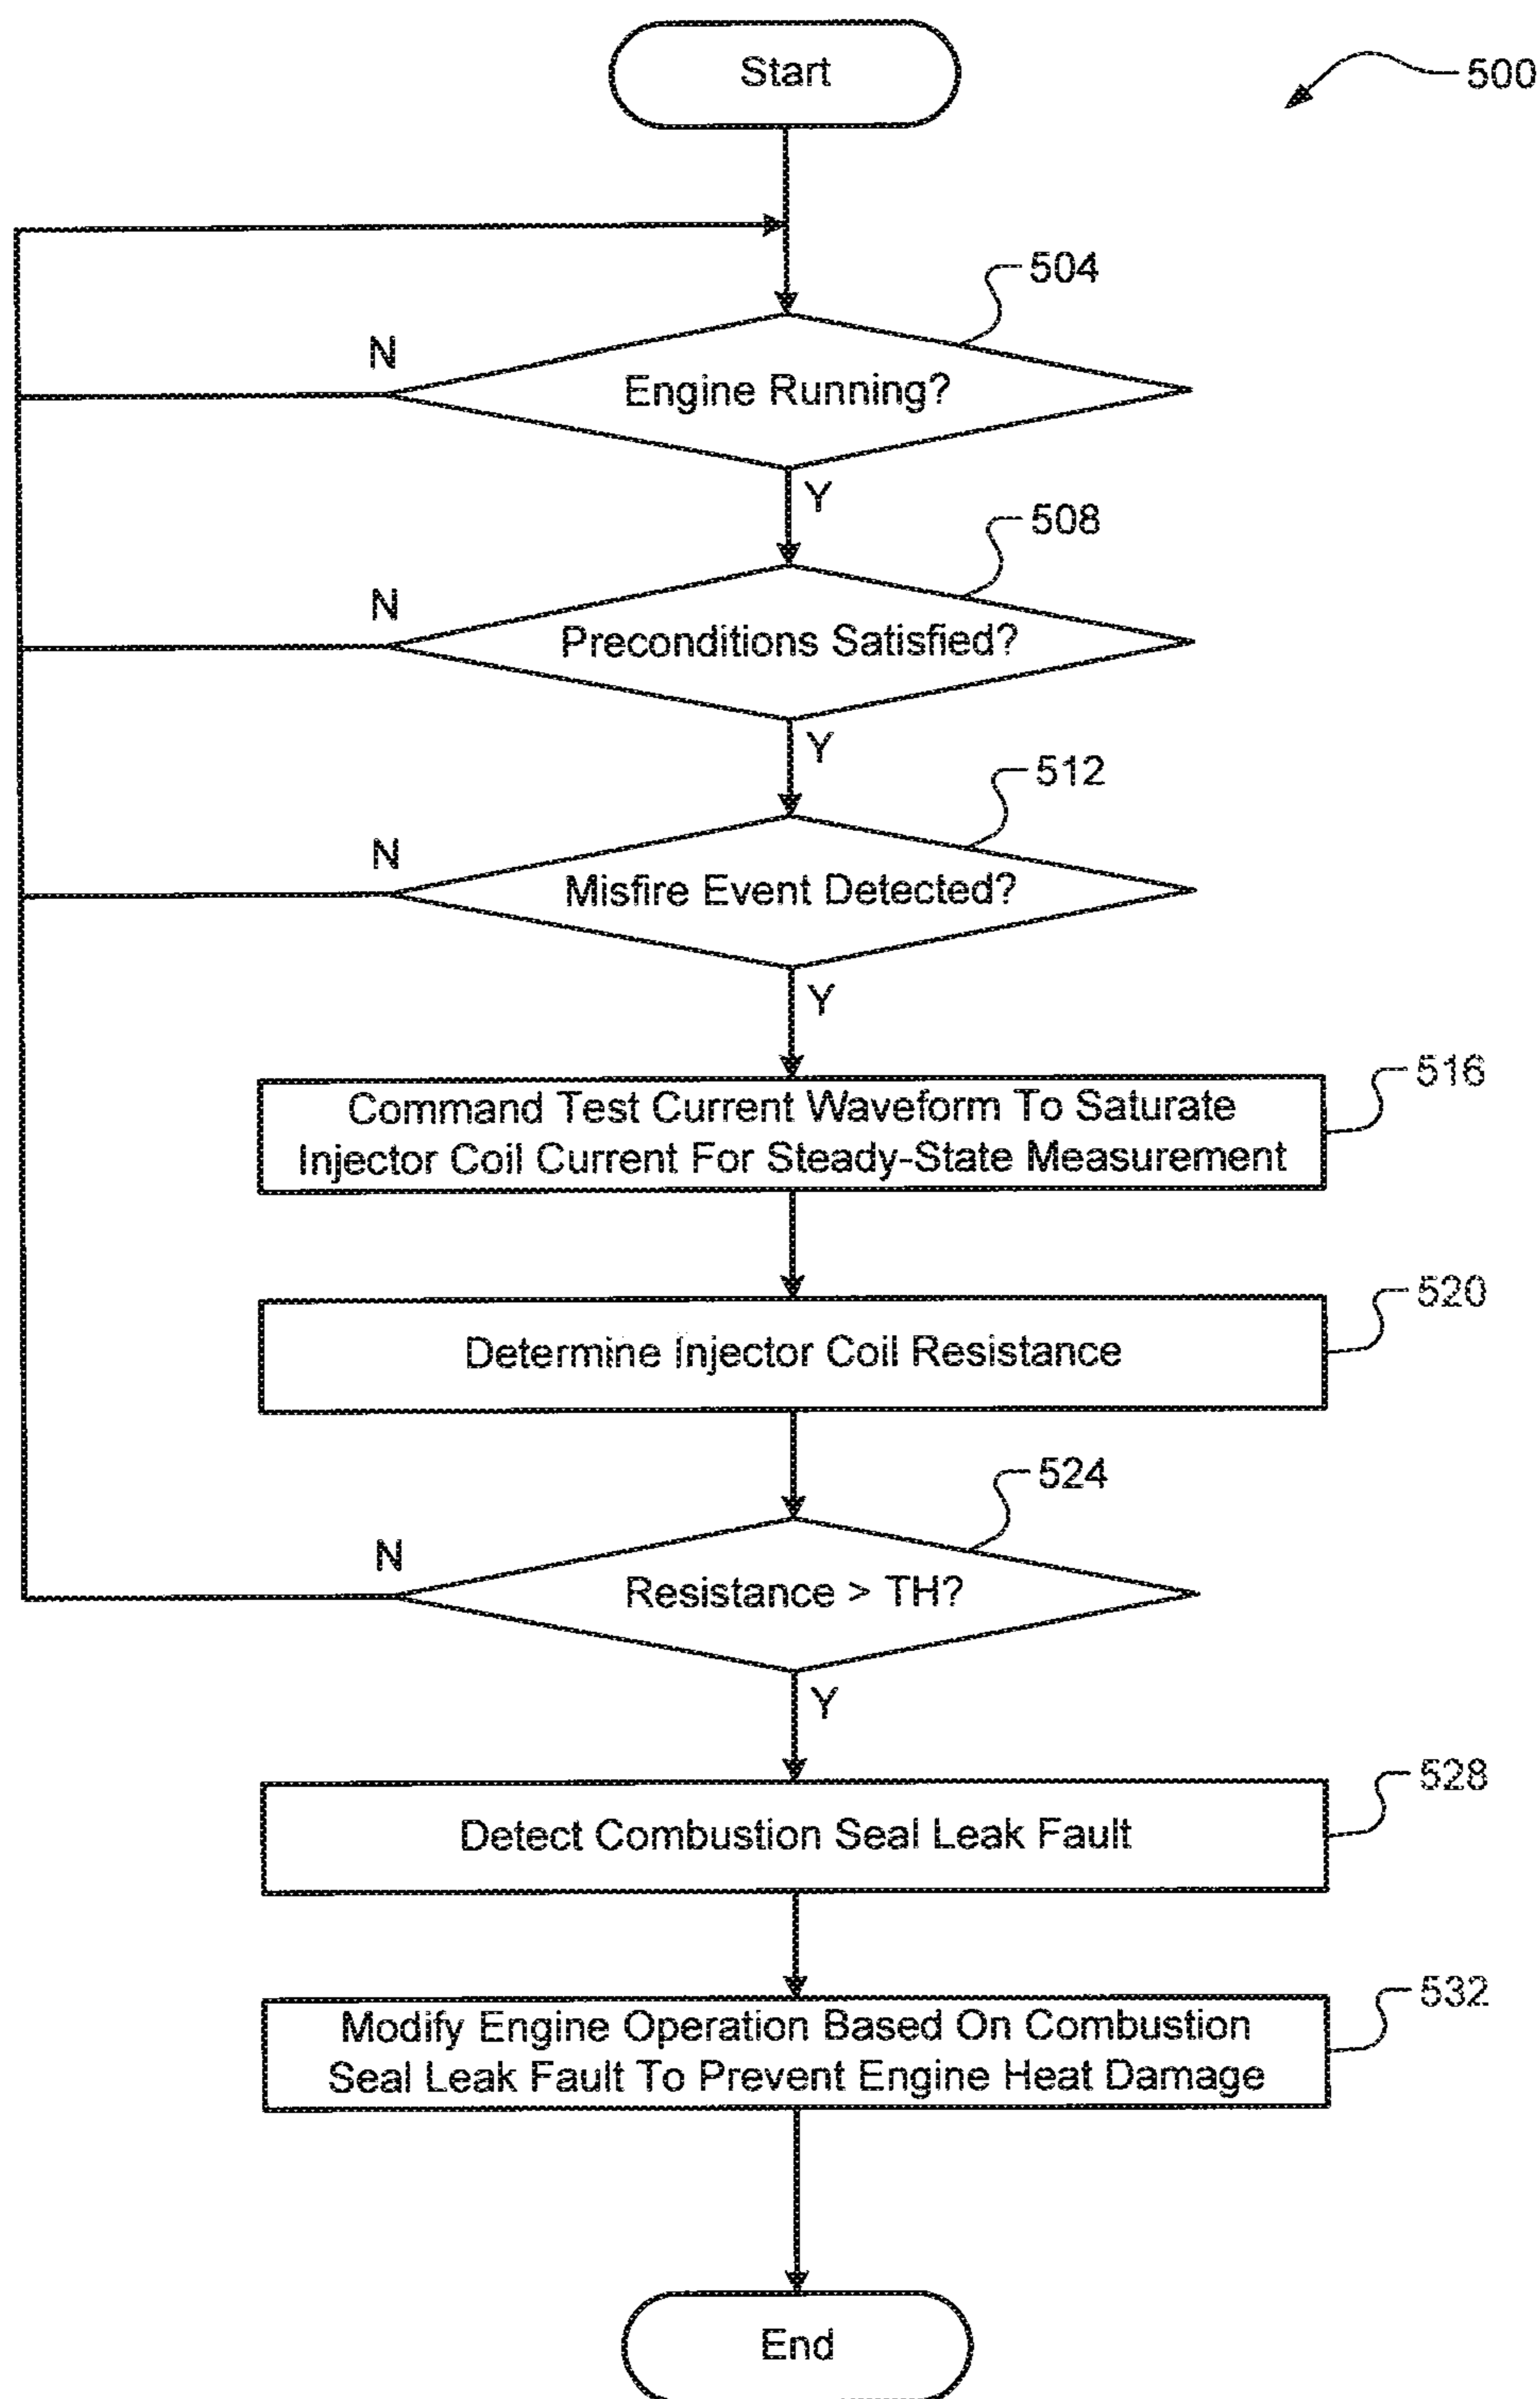 Start
500
504
N
Engine Running?
Y
508
N
Preconditions Satisfied?
Y
512
N
Misfire Event Detected?
Y
516
Command Test Current Waveform To Saturate
Injector Coil Current For Steady-State Measurement
520
Determine Injector Coil Resistance
524
N
Resistance > TH?
Y
528
Detect Combustion Seal Leak Fault
532
Modify Engine Operation Based On Combustion
Seal Leak Fault To Prevent Engine Heat Damage
End